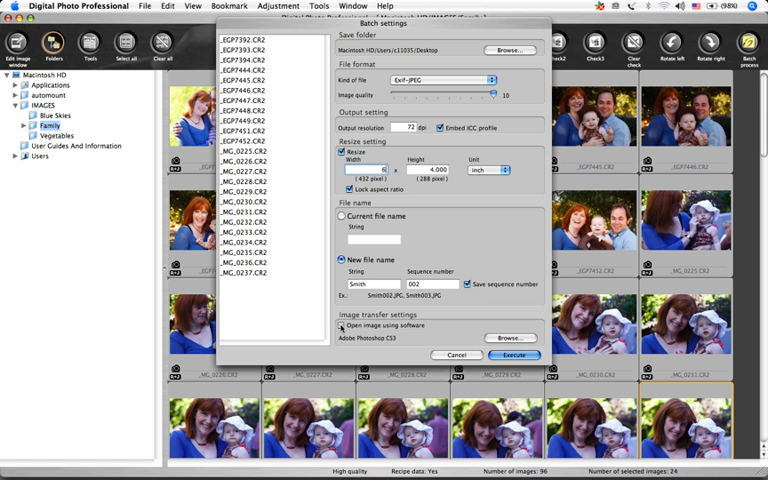 Digital Photo Professional File Edit View Bookmark Adjustment Tools Window Help (98%)
Batch settings
Edit image window
Folders
Tools
Select all
Clear all
Check2
Check3
Clear check
Rotate left
Rotate right
Batch process
Macintosh HD
Applications
automount
IMAGES
Blue Skies
Family
Vegetables
User Guides And Information
Users
_EGP7392.CR2
_EGP7393.CR2
_EGP7394.CR2
_EGP7444.CR2
_EGP7445.CR2
_EGP7446.CR2
_EGP7447.CR2
_EGP7448.CR2
_EGP7449.CR2
_EGP7451.CR2
_EGP7452.CR2
_MG_0225.CR2
_MG_0226.CR2
_MG_0227.CR2
_MG_0228.CR2
_MG_0229.CR2
_MG_0230.CR2
_MG_0231.CR2
_MG_0232.CR2
_MG_0233.CR2
_MG_0234.CR2
_MG_0235.CR2
_MG_0236.CR2
_MG_0237.CR2
Save folder
Macintosh HD/Users/c11035/Desktop Browse...
File format
Kind of file Exif-JPEG
Image quality 10
Output setting
Output resolution 72 dpi Embed ICC profile
Resize setting
Resize
Width Height Unit
6 x 4.000 inch
(432 pixel) (288 pixel)
Lock aspect ratio
File name
Current file name
String
New file name
String Sequence number
Smith 002 Save sequence number
Ex.: Smith002.JPG, Smith003.JPG,
Image transfer settings
Open image using software
Adobe Photoshop CS3 Browse...
Cancel Execute
_EGP7446.CR2
_EGP7452.CR2
_MG_0225.CR2
_MG_0226.CR2
_MG_0227.CR2
_MG_0228.CR2
_MG_0229.CR2
_MG_0230.CR2
_MG_0231.CR2
High quality Recipe data: Yes Number of images: 96 Number of selected images: 24